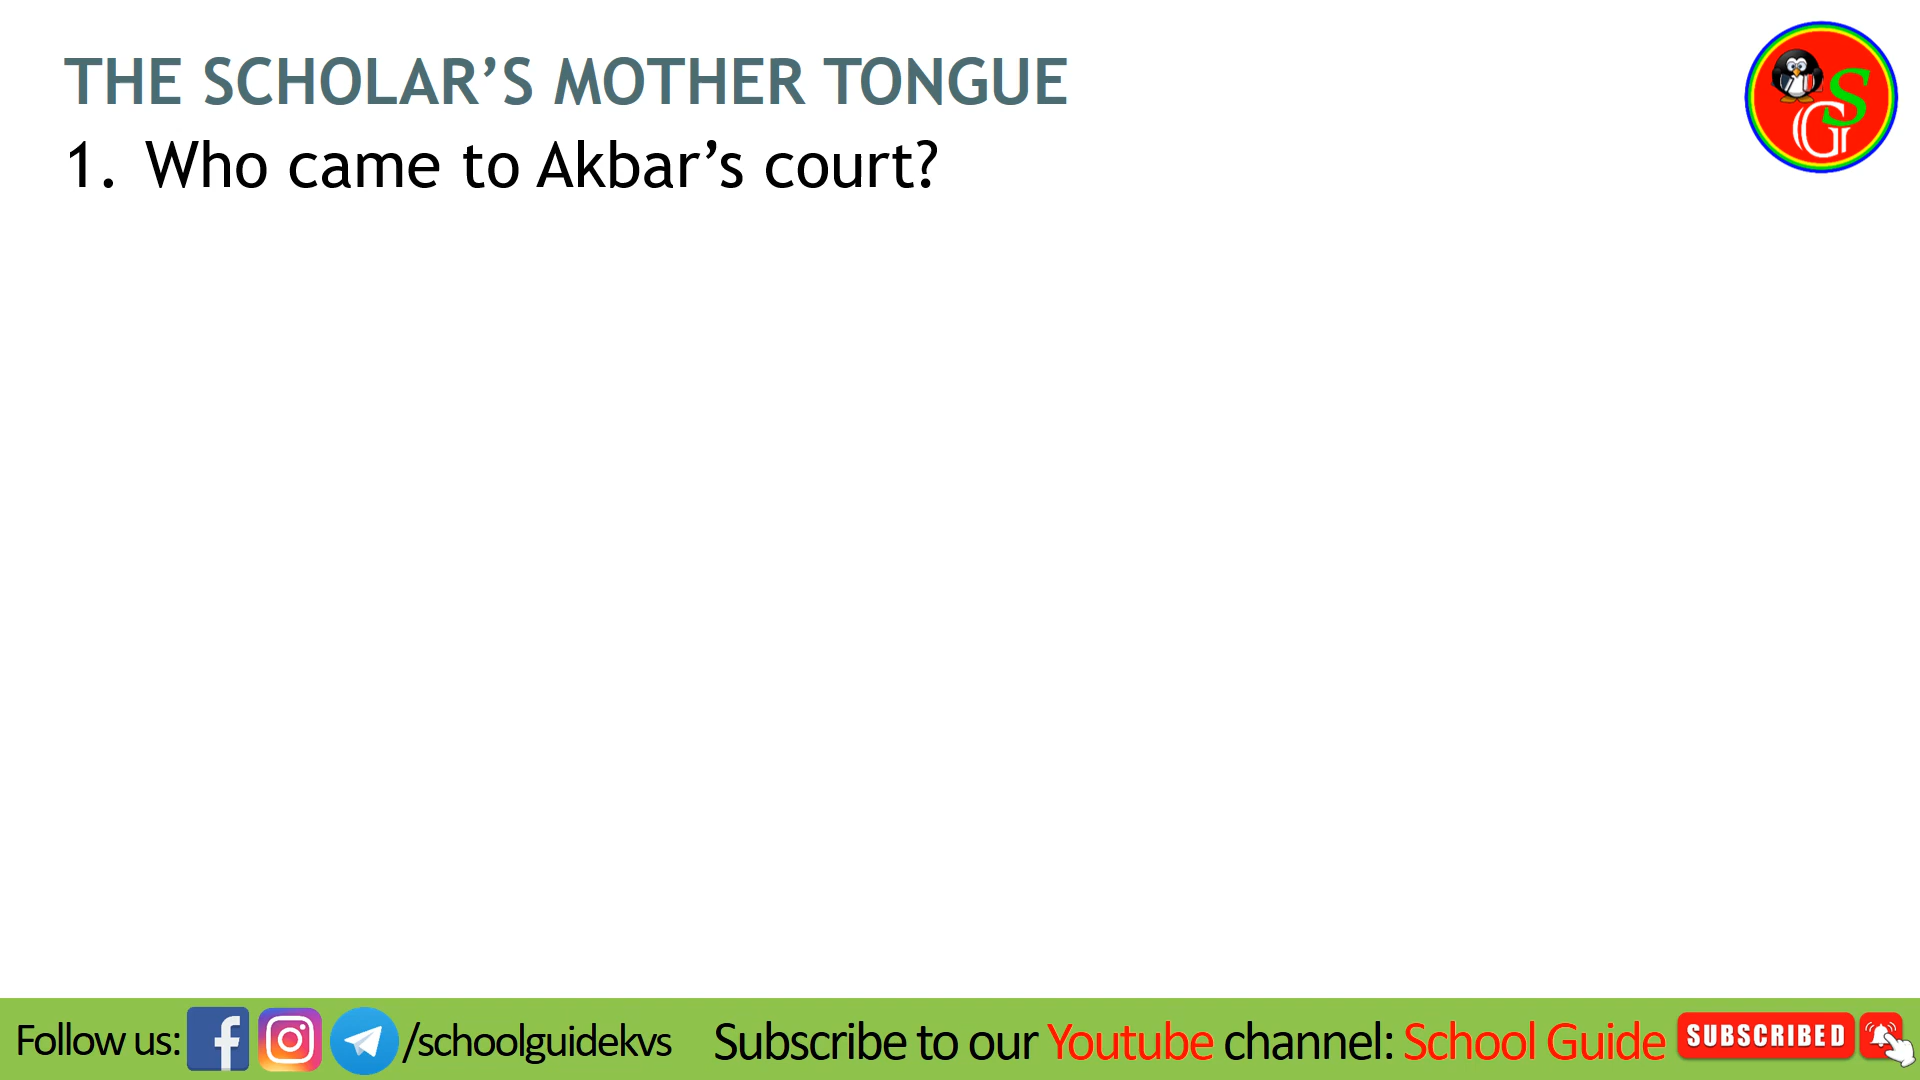 THE SCHOLAR’S MOTHER TONGUE
1. Who came to Akbar’s court?
SG
Follow us: /schoolguidekvs Subscribe to our Youtube channel: School Guide SUBSCRIBED